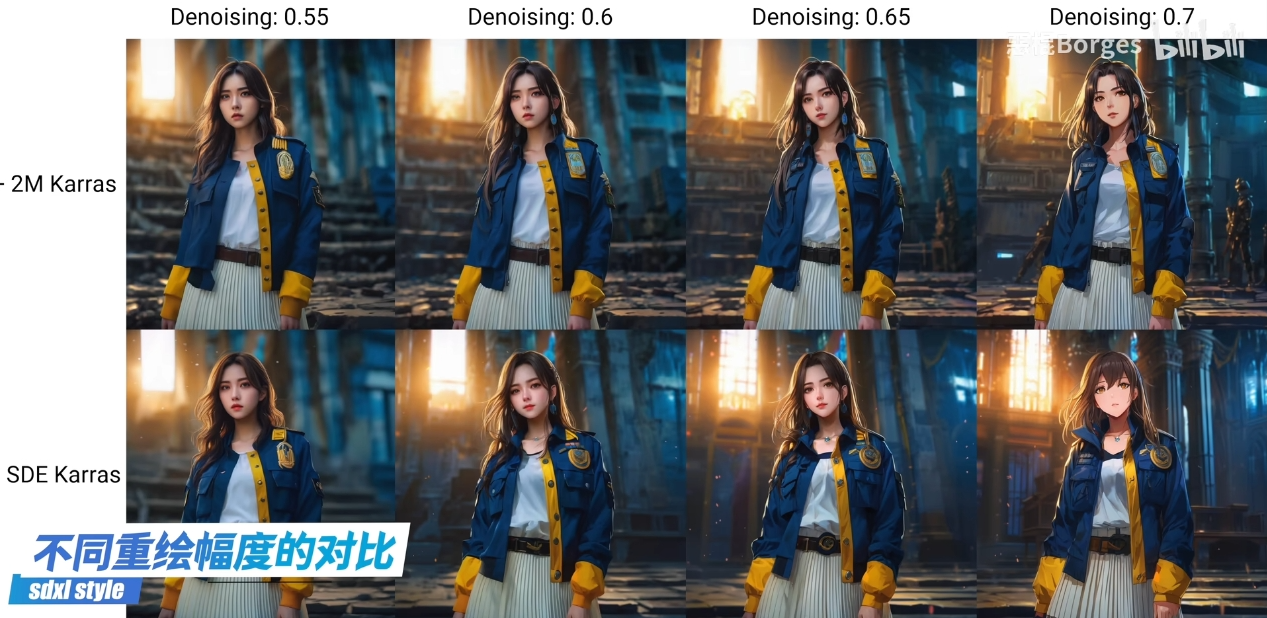 Denoising: 0.55 Denoising: 0.6 Denoising: 0.65 Denoising: 0.7
Borges bilibili
2M Karras
SDE Karras
不同重绘幅度的对比
sdxl style